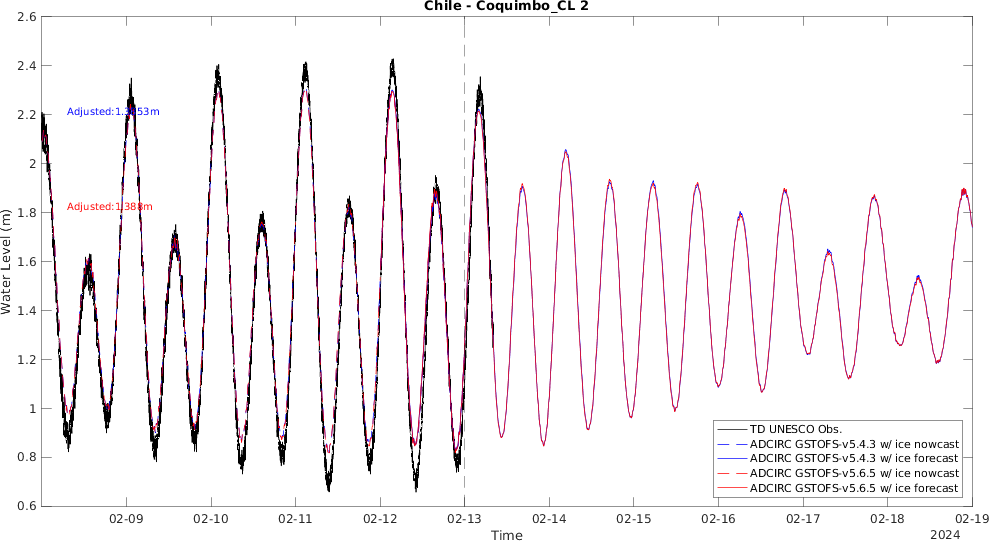 Chile - Coquimbo_CL 2
2.6
2.4
2.2
2
1.8
1.6
1.4
1.2
1
0.8
0.6
Water Level (m)
Adjusted:1.3853m
Adjusted:1.388m
TD UNESCO Obs.
ADCIRC GSTOFS-v5.4.3 w/ ice nowcast
ADCIRC GSTOFS-v5.4.3 w/ ice forecast
ADCIRC GSTOFS-v5.6.5 w/ ice nowcast
ADCIRC GSTOFS-v5.6.5 w/ ice forecast
02-09 02-10 02-11 02-12 02-13 02-14 02-15 02-16 02-17 02-18 02-19
Time
2024